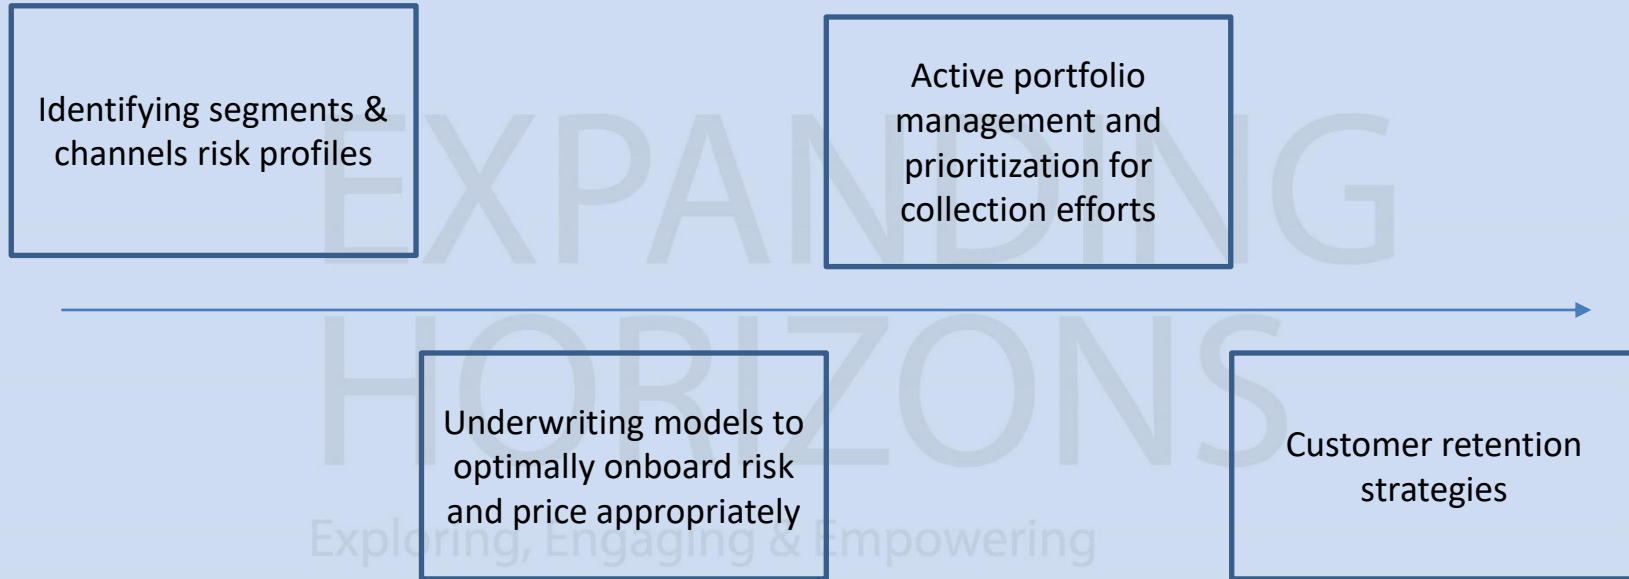 Identifying segments &
channels risk profiles
Active portfolio
management and
prioritization for
collection efforts
EXPANDING
HORIZONS
Underwriting models to
optimally onboard risk
and price appropriately
Customer retention
strategies
Exploring, Engaging & Empowering